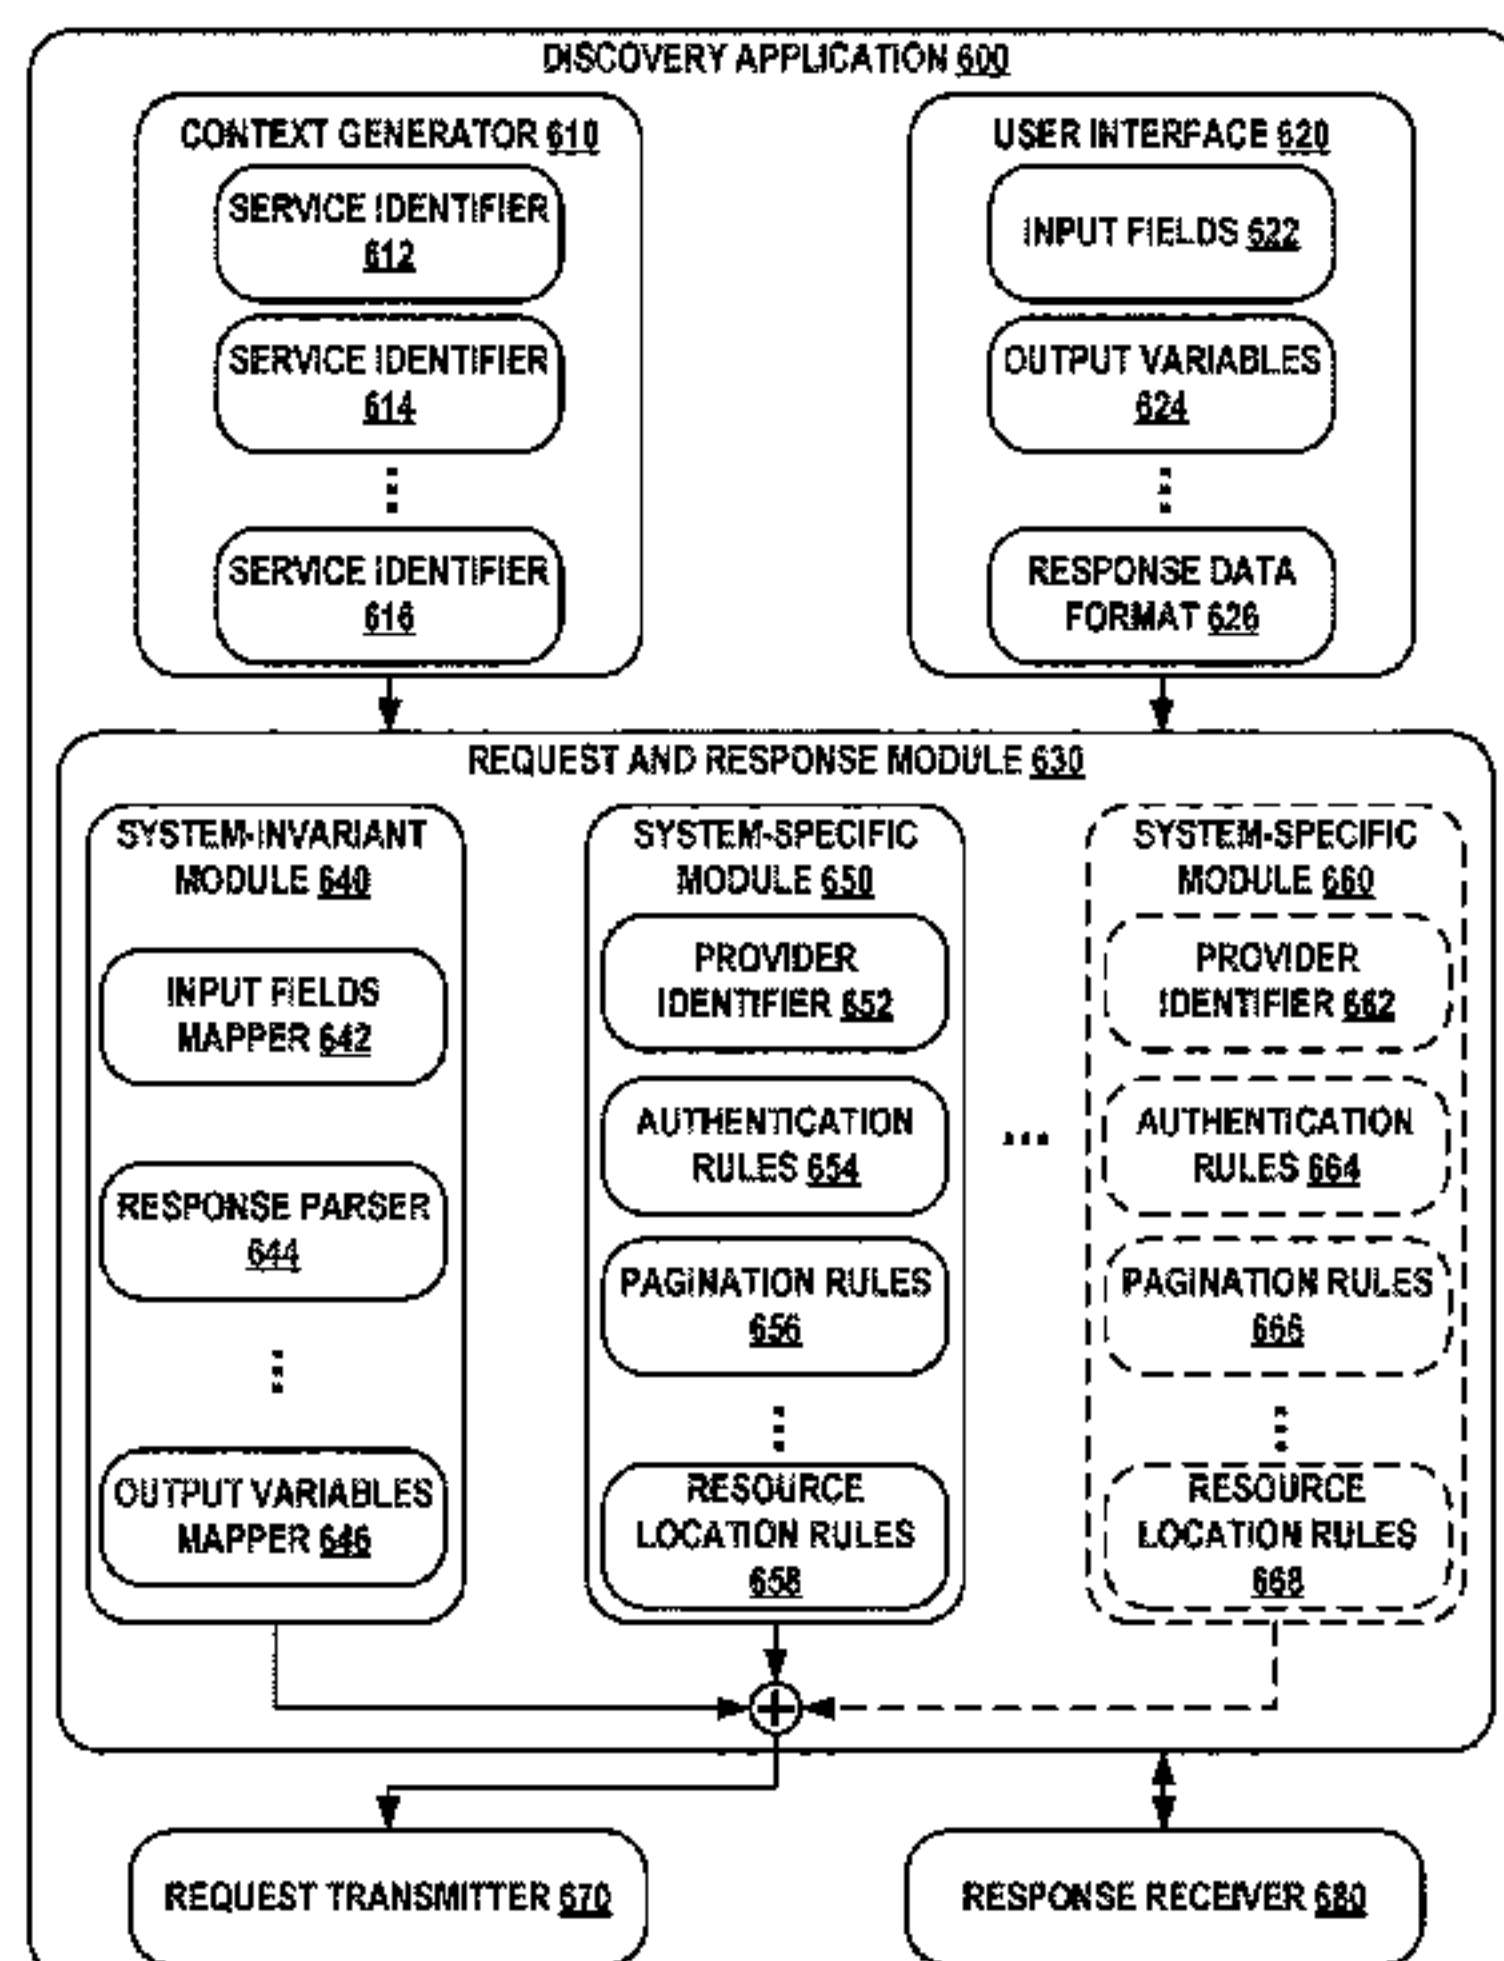 DISCOVERY APPLICATION 600
CONTEXT GENERATOR 610
SERVICE IDENTIFIER
612
SERVICE IDENTIFIER
614
SERVICE IDENTIFIER
616
USER INTERFACE 620
INPUT FIELDS 622
OUTPUT VARIABLES
624
RESPONSE DATA
FORMAT 626
REQUEST AND RESPONSE MODULE 630
SYSTEM-INVARIANT
MODULE 640
INPUT FIELDS
MAPPER 642
RESPONSE PARSER
644
OUTPUT VARIABLES
MAPPER 646
SYSTEM-SPECIFIC
MODULE 650
PROVIDER
IDENTIFIER 652
AUTHENTICATION
RULES 654
PAGINATION RULES
656
RESOURCE
LOCATION RULES
658
SYSTEM-SPECIFIC
MODULE 660
PROVIDER
IDENTIFIER 662
AUTHENTICATION
RULES 664
PAGINATION RULES
666
RESOURCE
LOCATION RULES
668
REQUEST TRANSMITTER 670
RESPONSE RECEIVER 680